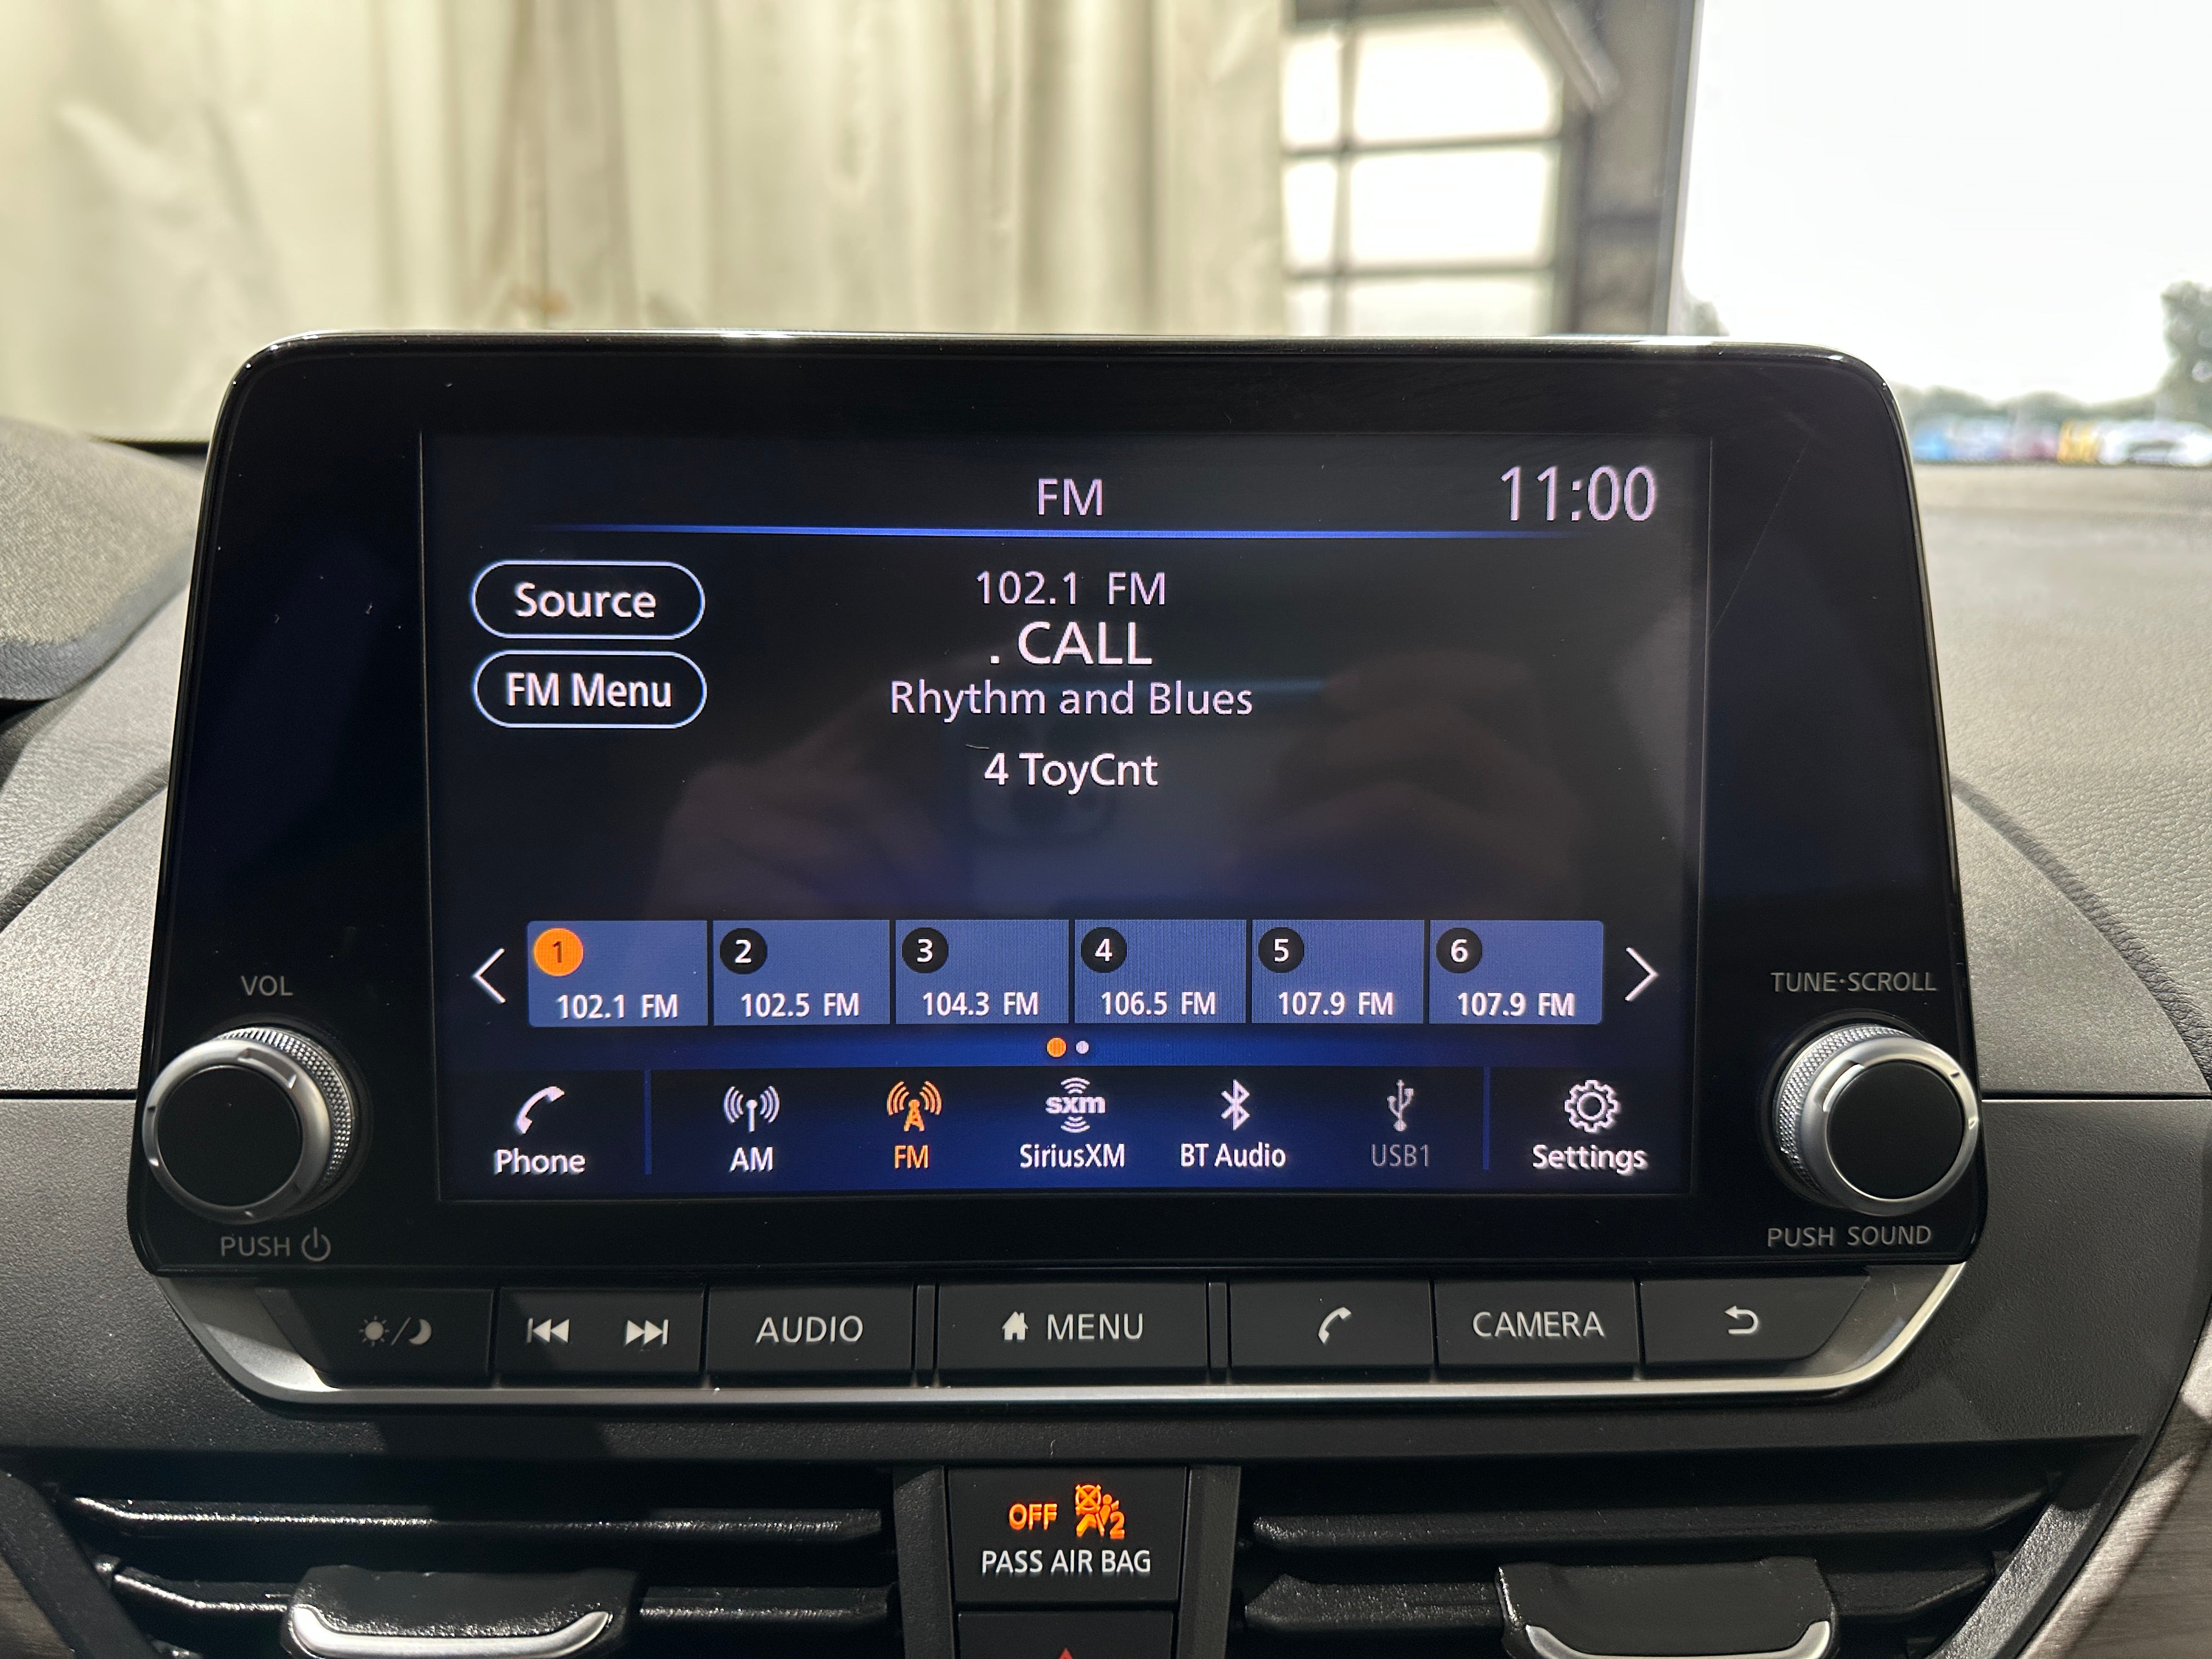 FM 11:00
Source
102.1 FM
. CALL
FM Menu
Rhythm and Blues
4 ToyCnt
1 2 3 4 5 6
102.1 FM 102.5 FM 104.3 FM 106.5 FM 107.9 FM 107.9 FM
VOL
TUNE·SCROLL
sxm
Phone AM FM SiriusXM BT Audio USB1 Settings
PUSH
PUSH SOUND
AUDIO MENU CAMERA
OFF 2
PASS AIR BAG